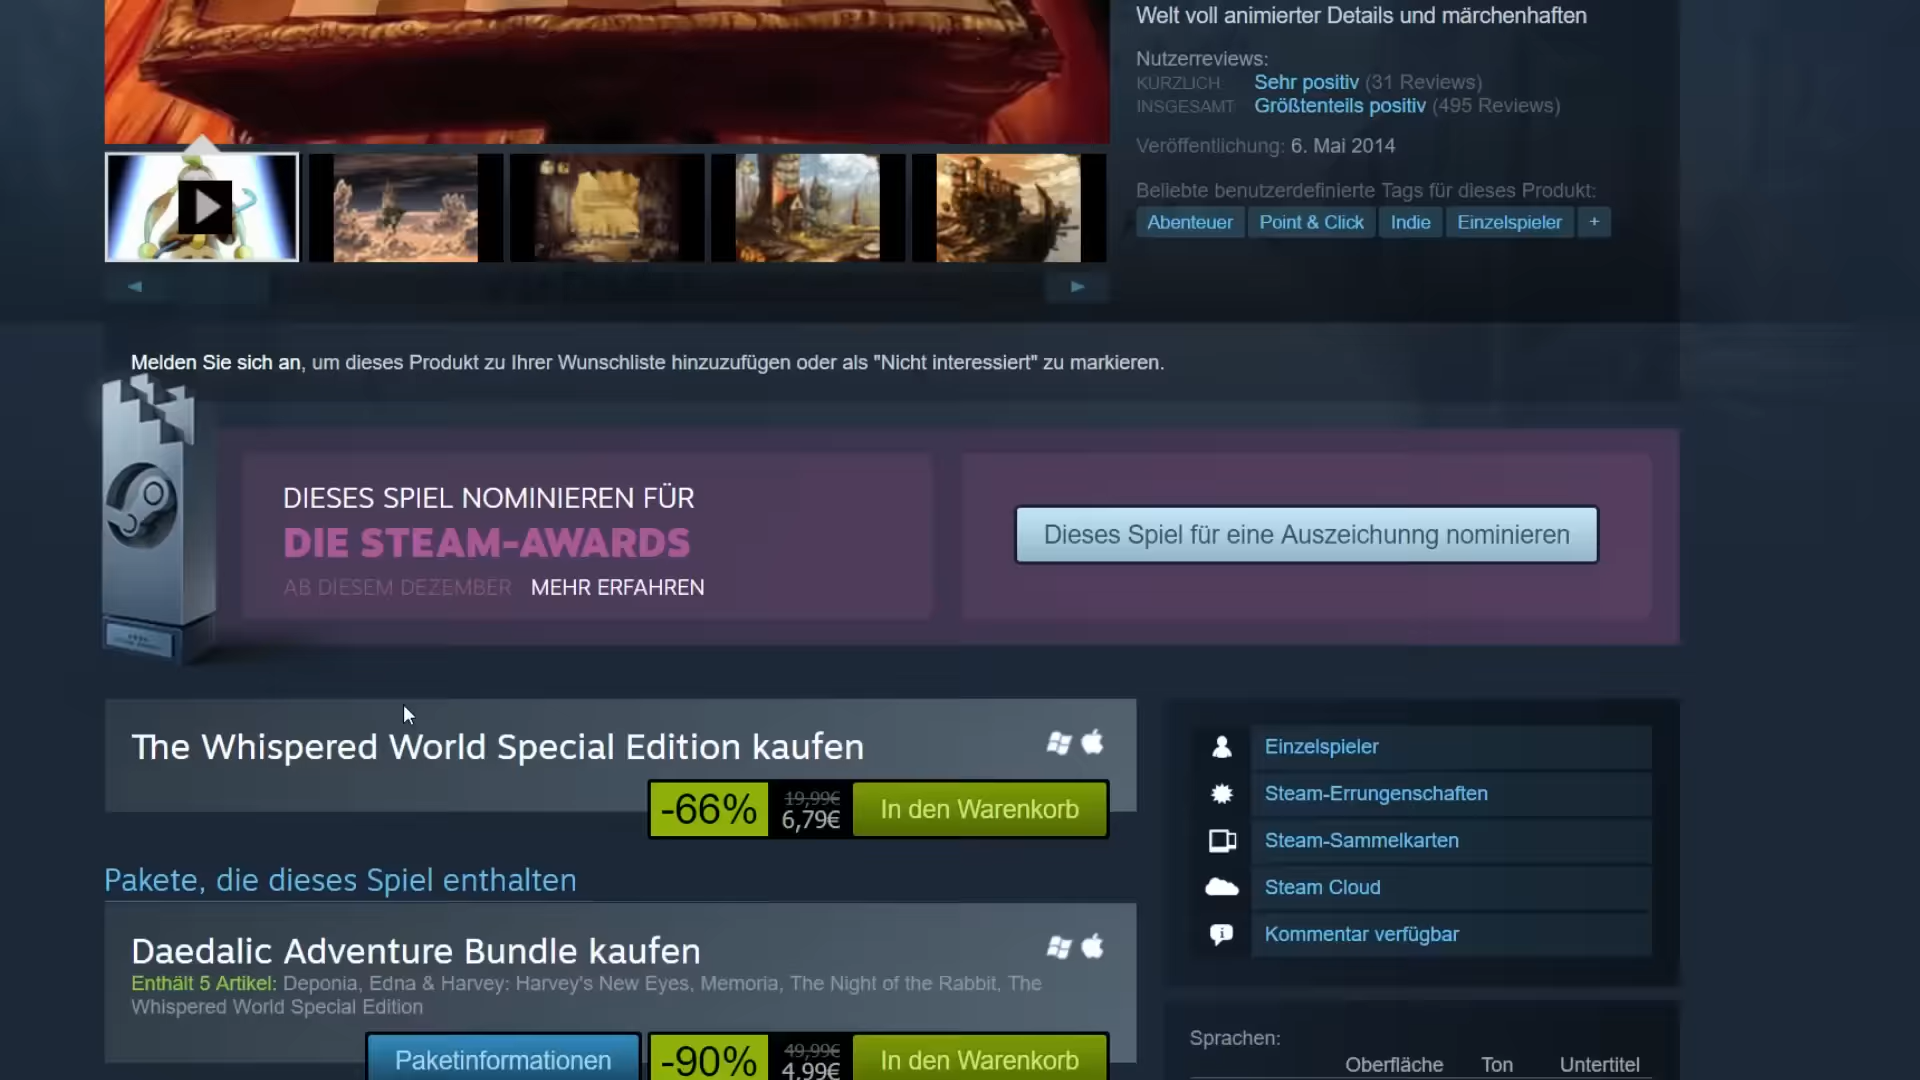 Welt voll animierter Details und märchenhaften
Nutzerreviews:
KÜRZLICH Sehr positiv (31 Reviews)
INSGESAMT Größtenteils positiv (495 Reviews)
Veröffentlichung: 6. Mai 2014
Beliebte benutzerdefinierte Tags für dieses Produkt:
Abenteuer Point & Click Indie Einzelspieler +
Melden Sie sich an, um dieses Produkt zu Ihrer Wunschliste hinzuzufügen oder als "Nicht interessiert" zu markieren.
DIESES SPIEL NOMINIEREN FÜR
DIE STEAM-AWARDS
AB DIESEM DEZEMBER MEHR ERFAHREN
Dieses Spiel für eine Auszeichunng nominieren
The Whispered World Special Edition kaufen
-66% 19,99€ 6,79€ In den Warenkorb
Pakete, die dieses Spiel enthalten
Daedalic Adventure Bundle kaufen
Enthält 5 Artikel: Deponia, Edna & Harvey: Harvey's New Eyes, Memoria, The Night of the Rabbit, The
Whispered World Special Edition
Paketinformationen -90% 49,99€ 4,99€ In den Warenkorb
Einzelspieler
Steam-Errungenschaften
Steam-Sammelkarten
Steam Cloud
Kommentar verfügbar
Sprachen:
Oberfläche Ton Untertitel